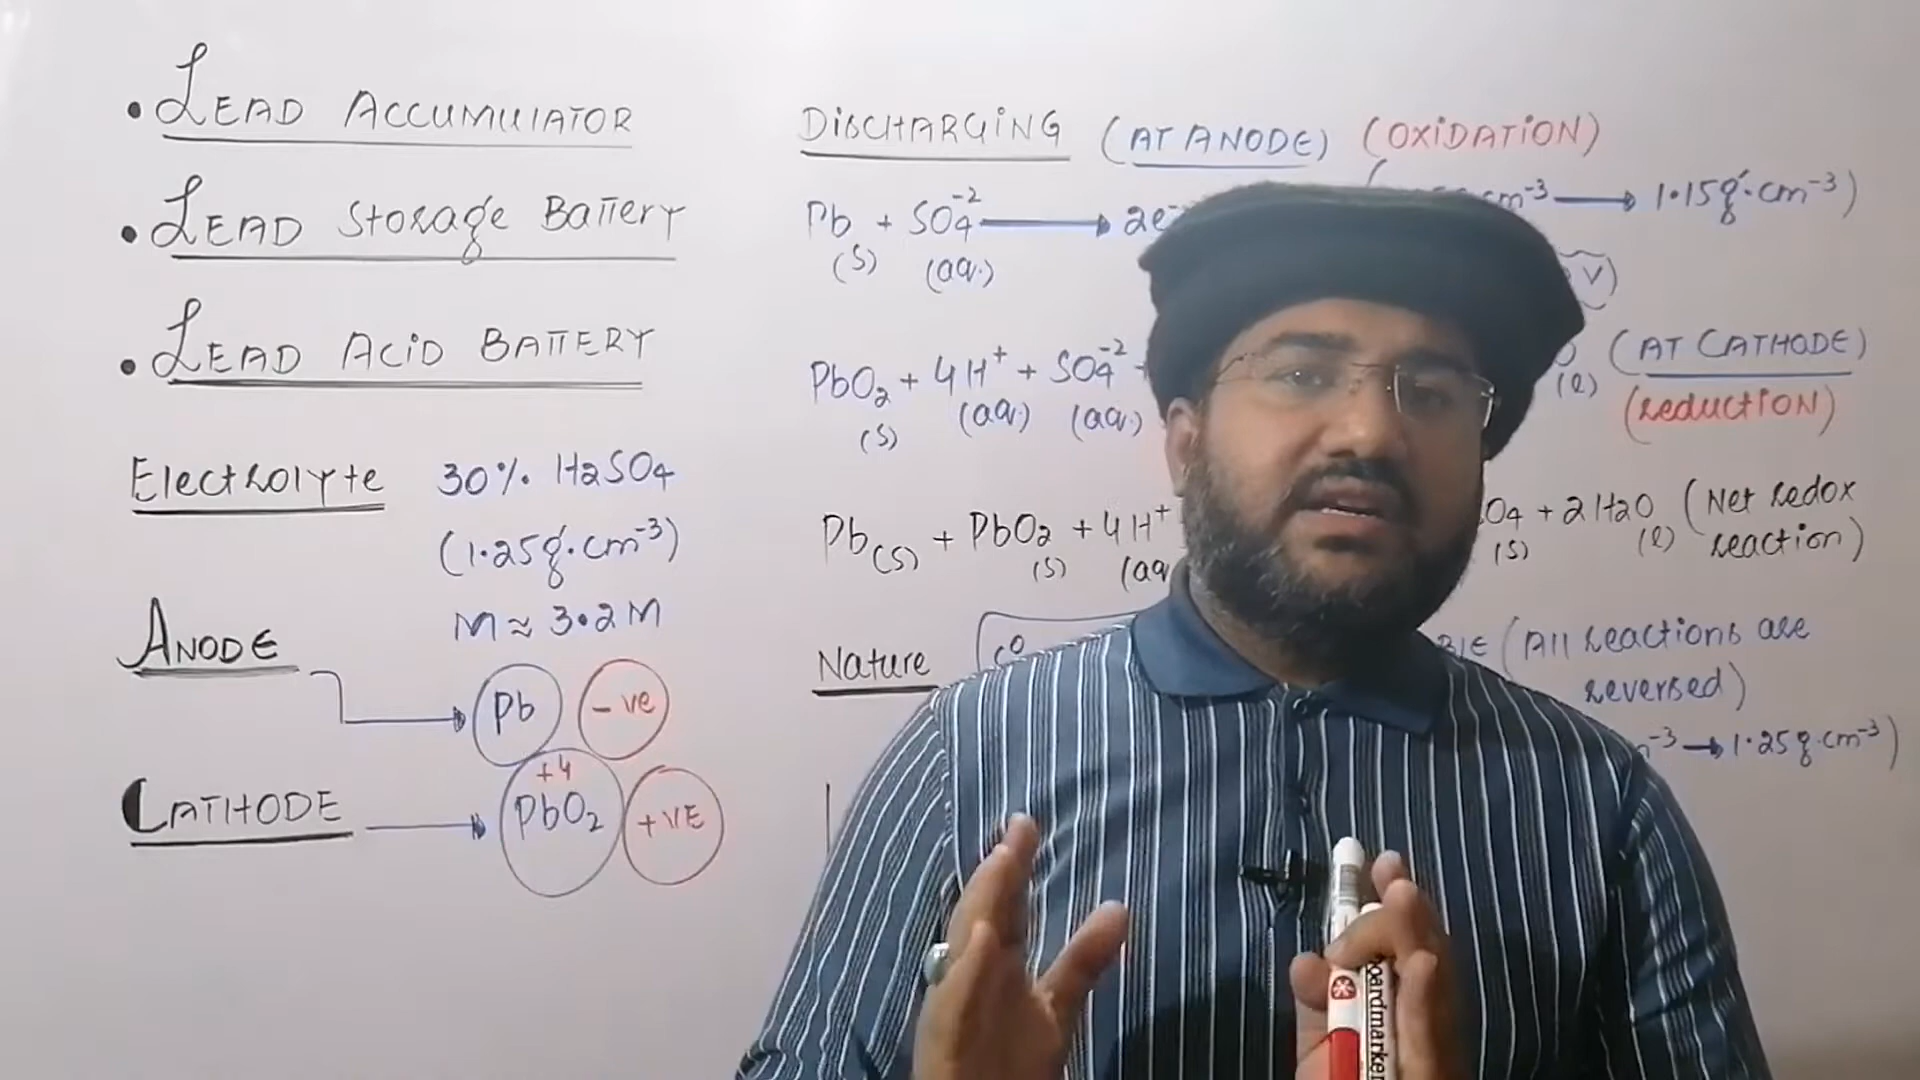 • LEAD ACCUMULATOR
• LEAD Storage Battery
• LEAD ACID BATTERY
Electrolyte 30% H2SO4
(1.25g.cm⁻³)
M ≈ 3.2M
ANODE
Pb -ve
CATHODE
+4
PbO₂ +VE
DISCHARGING (AT ANODE) (OXIDATION)
cm⁻³ → 1.15g.cm⁻³)
Pb + SO₄⁻² → 2e⁻
(s) (aq.)
V)
PbO₂ + 4H⁺ + SO₄⁻² + (AT CATHODE)
(s) (aq.) (aq.) (l)
(reduction)
Pb(s) + PbO₂ + 4H⁺ O4 + 2H2O (Net redox
(s) (aq (s) (l) reaction)
Nature (All reactions are
reversed)
⁻³ → 1.25g.cm⁻³)
oardmarker